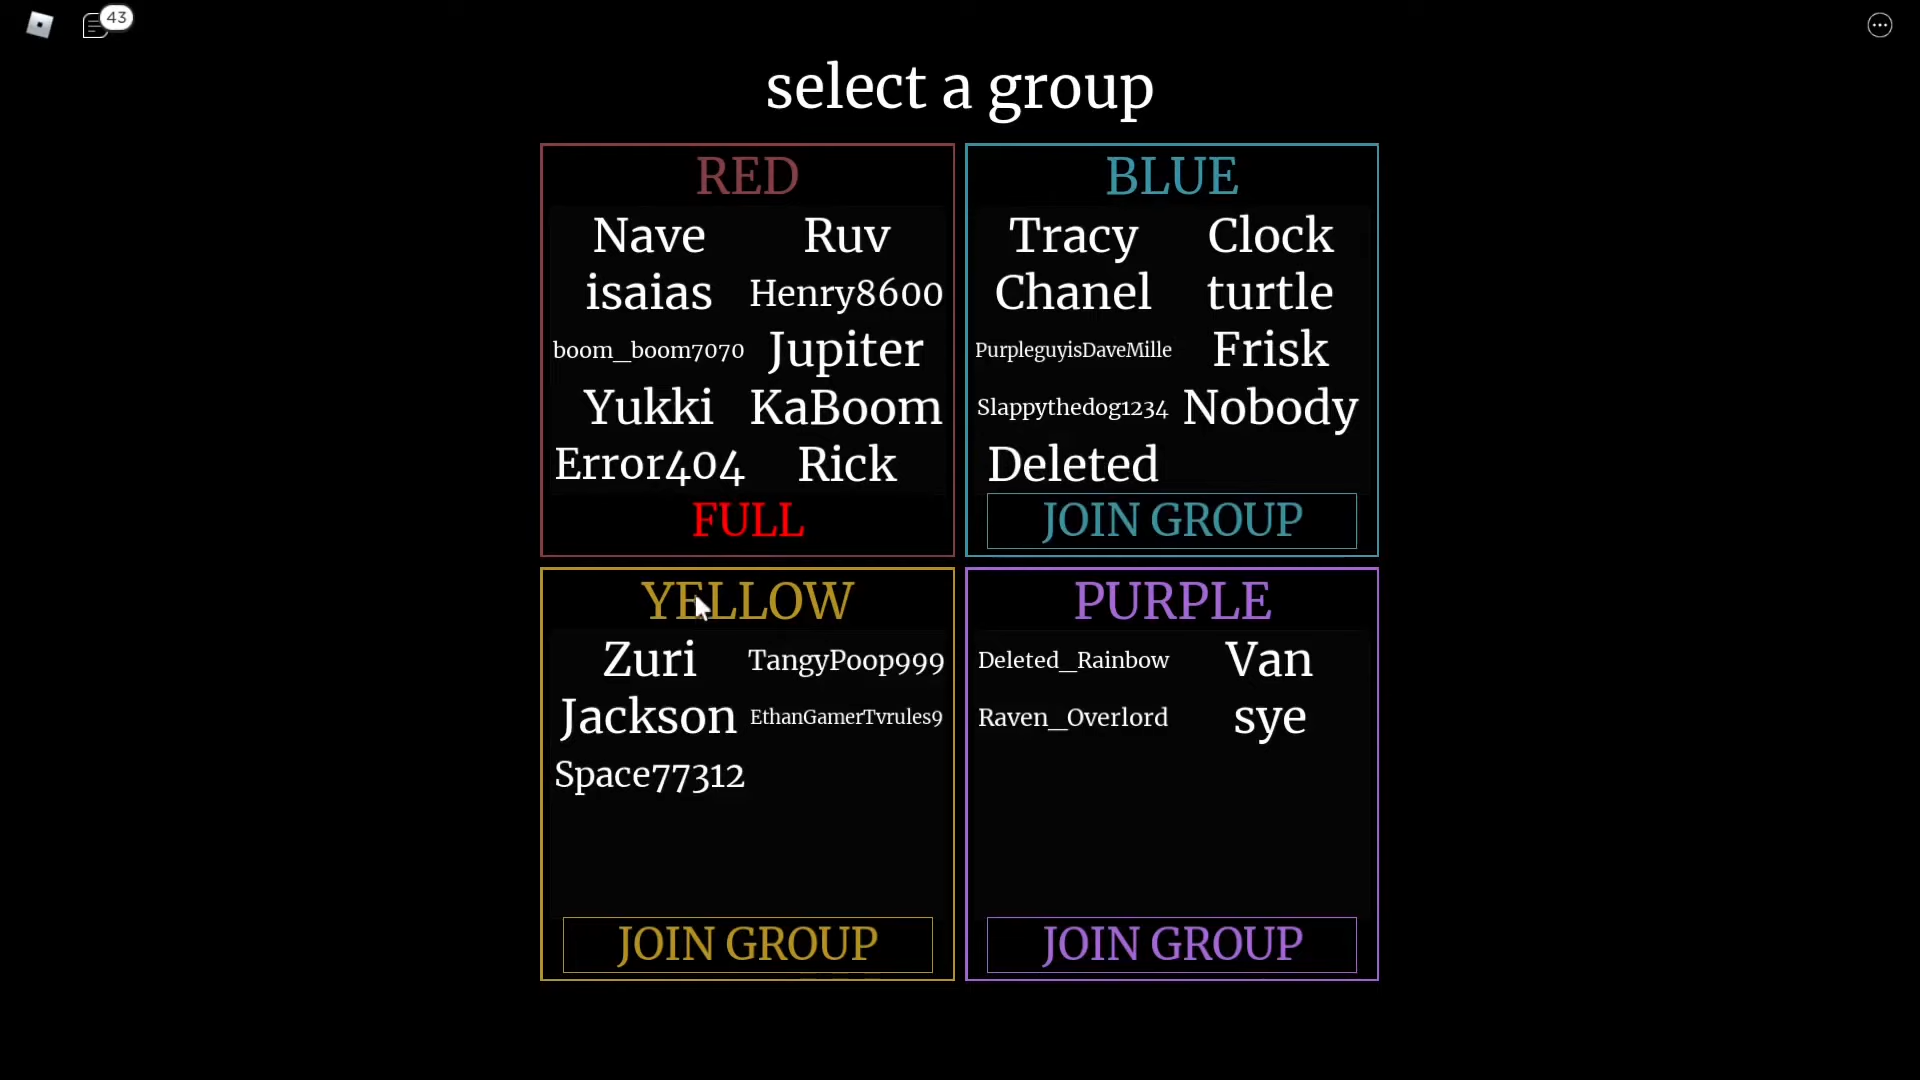 43
select a group
RED
Nave Ruv
isaias Henry8600
boom_boom7070 Jupiter
Yukki KaBoom
Error404 Rick
FULL
BLUE
Tracy Clock
Chanel turtle
PurpleguyisDaveMille Frisk
Slappythedog1234 Nobody
Deleted
JOIN GROUP
YELLOW
Zuri TangyPoop999
Jackson EthanGamerTvrules9
Space77312
JOIN GROUP
PURPLE
Deleted_Rainbow Van
Raven_Overlord sye
JOIN GROUP